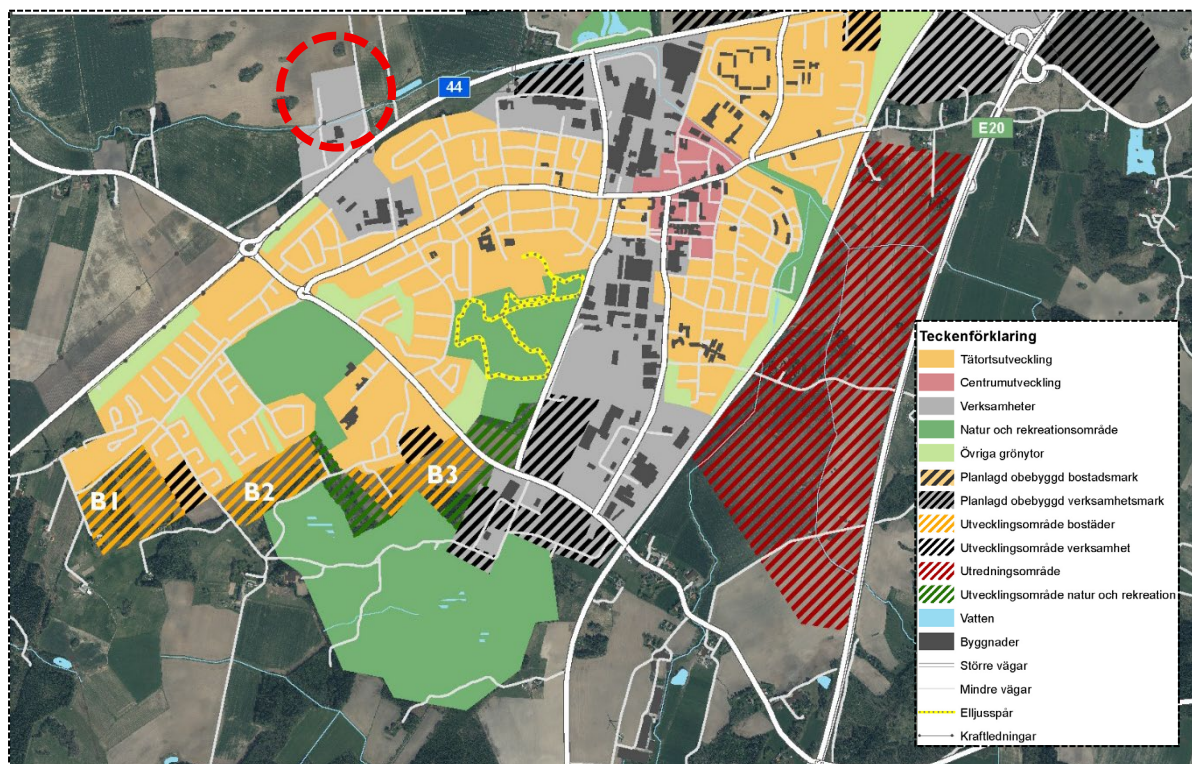 44
E20
B1
B2
B3
Teckenförklaring
Tätortsutveckling
Centrumutveckling
Verksamheter
Natur och rekreationsområde
Övriga grönytor
Planlagd obebyggd bostadsmark
Planlagd obebyggd verksamhetsmark
Utvecklingsområde bostäder
Utvecklingsområde verksamhet
Utredningsområde
Utvecklingsområde natur och rekreation
Vatten
Byggnader
Större vägar
Mindre vägar
Elljusspår
Kraftledningar